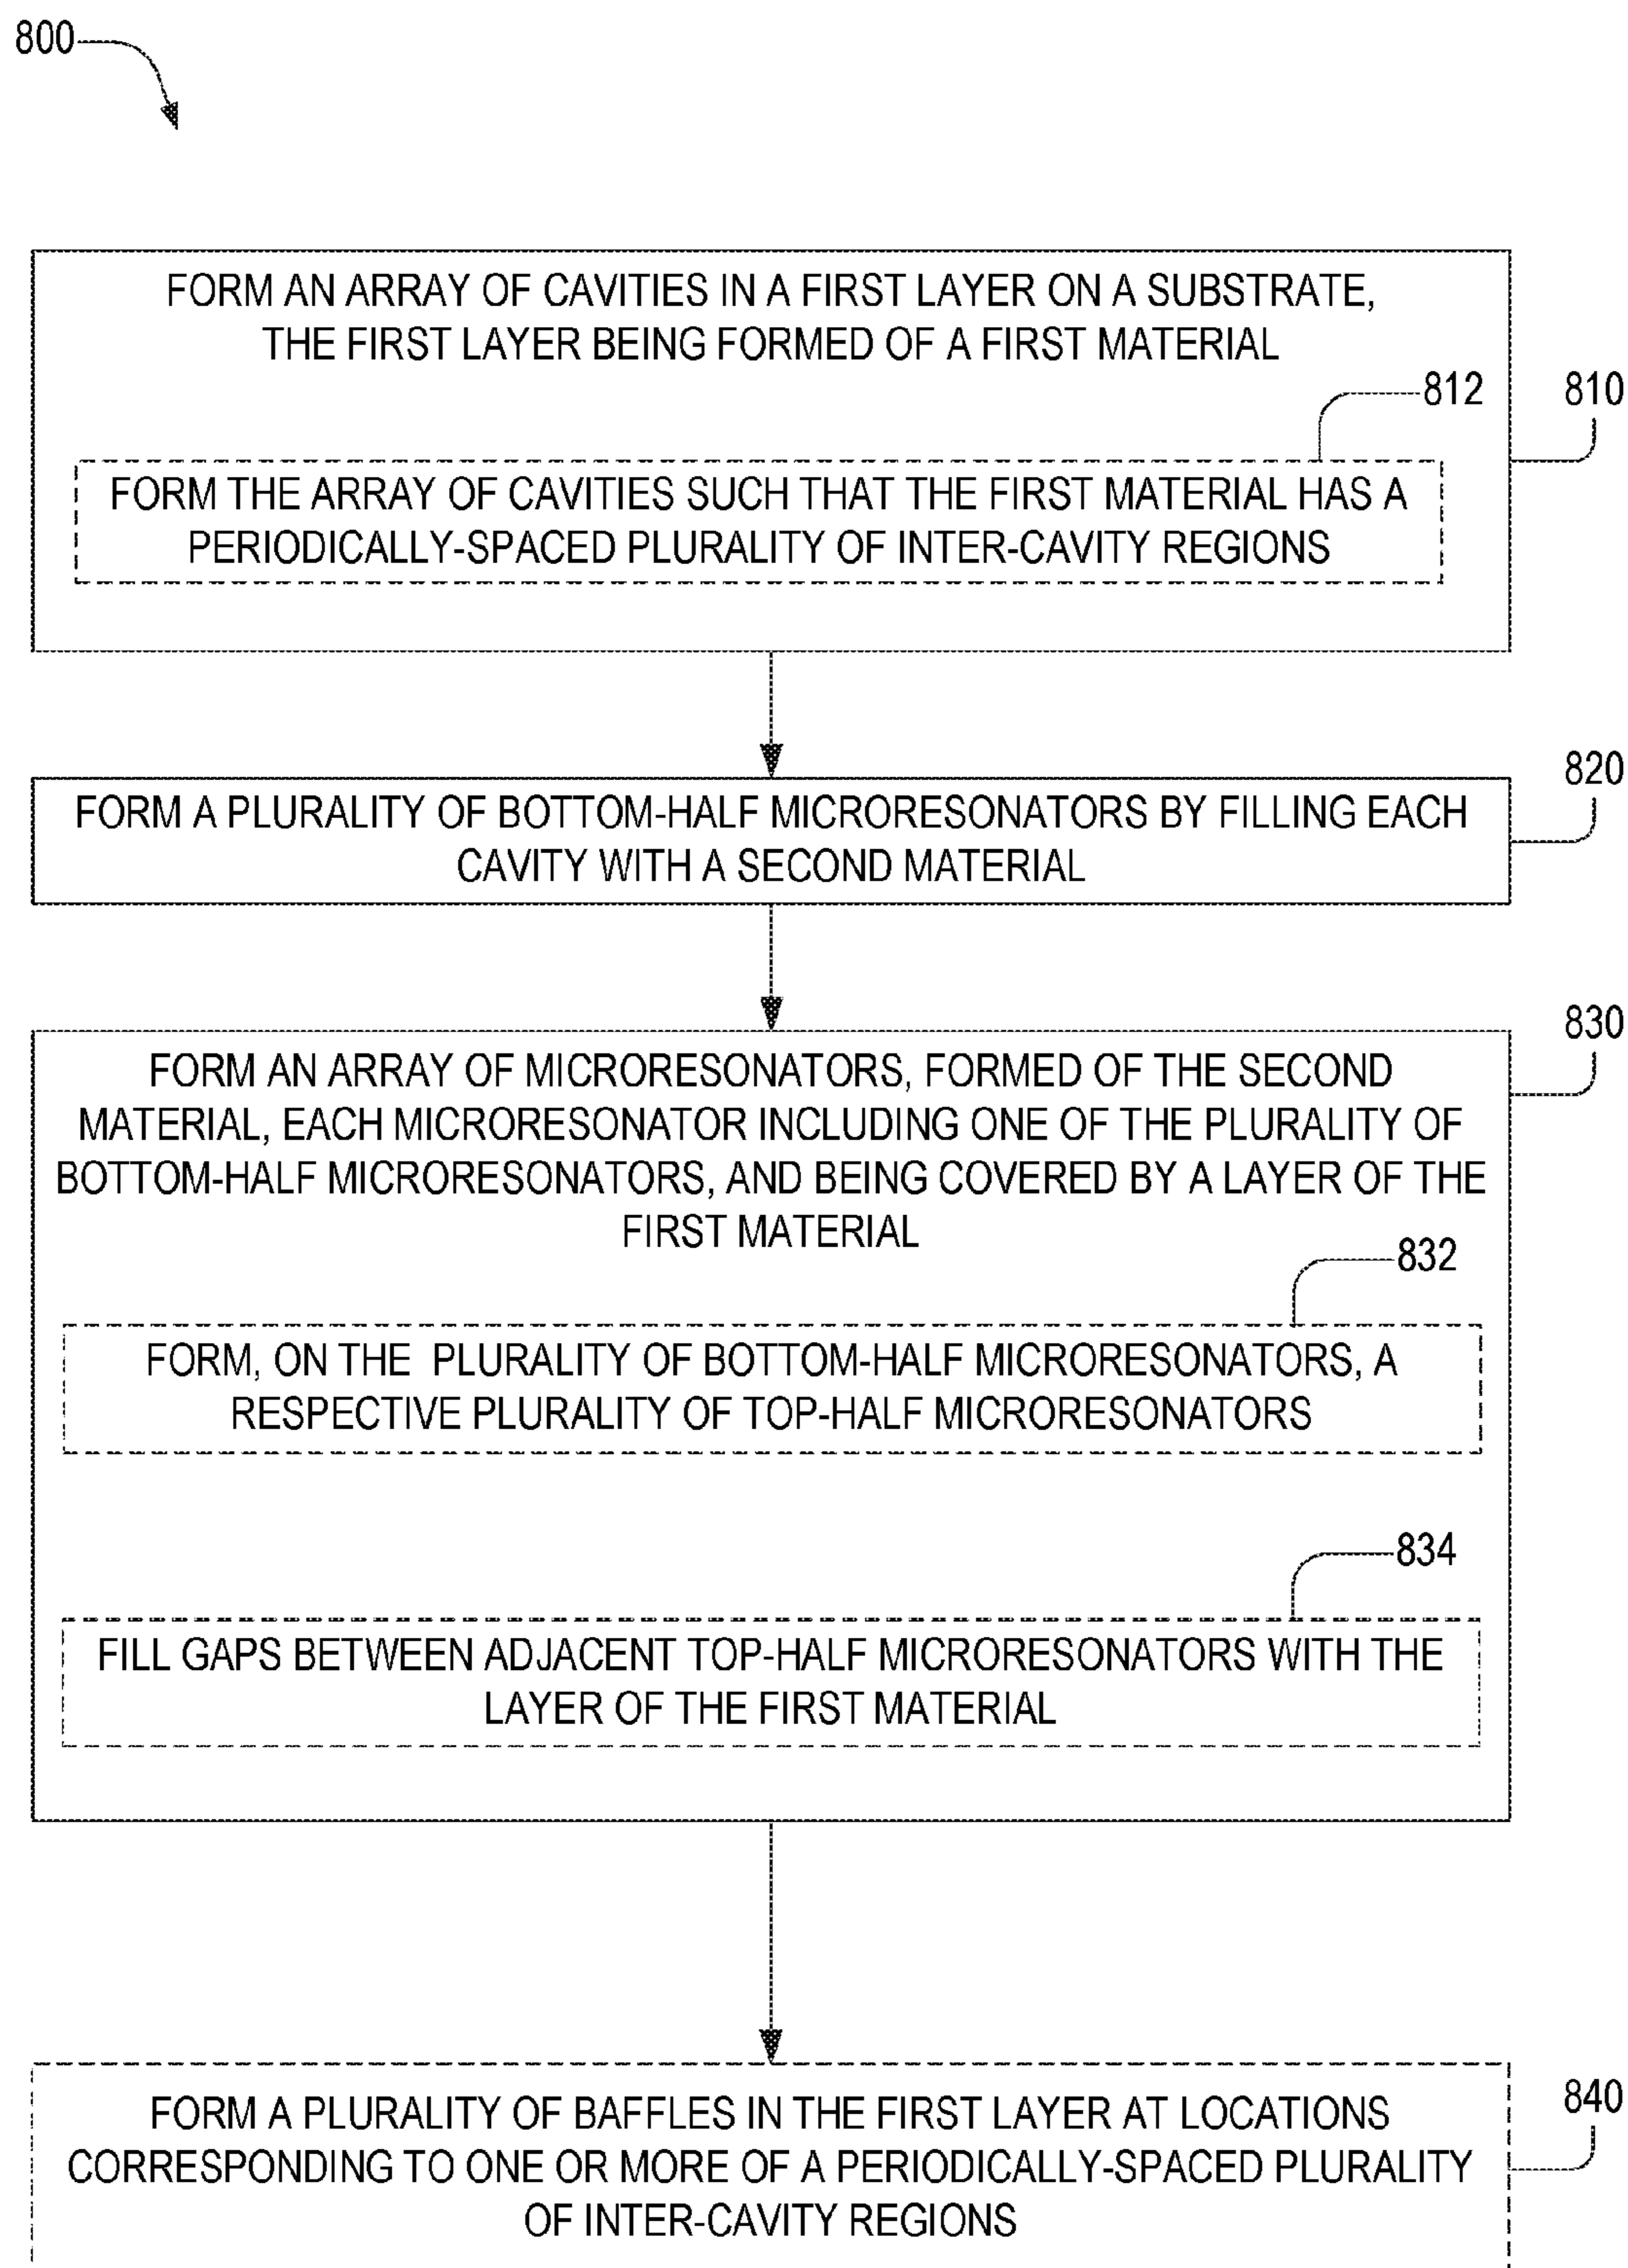 800
FORM AN ARRAY OF CAVITIES IN A FIRST LAYER ON A SUBSTRATE,
THE FIRST LAYER BEING FORMED OF A FIRST MATERIAL
812
810
FORM THE ARRAY OF CAVITIES SUCH THAT THE FIRST MATERIAL HAS A
PERIODICALLY-SPACED PLURALITY OF INTER-CAVITY REGIONS
820
FORM A PLURALITY OF BOTTOM-HALF MICRORESONATORS BY FILLING EACH
CAVITY WITH A SECOND MATERIAL
830
FORM AN ARRAY OF MICRORESONATORS, FORMED OF THE SECOND
MATERIAL, EACH MICRORESONATOR INCLUDING ONE OF THE PLURALITY OF
BOTTOM-HALF MICRORESONATORS, AND BEING COVERED BY A LAYER OF THE
FIRST MATERIAL
832
FORM, ON THE PLURALITY OF BOTTOM-HALF MICRORESONATORS, A
RESPECTIVE PLURALITY OF TOP-HALF MICRORESONATORS
834
FILL GAPS BETWEEN ADJACENT TOP-HALF MICRORESONATORS WITH THE
LAYER OF THE FIRST MATERIAL
840
FORM A PLURALITY OF BAFFLES IN THE FIRST LAYER AT LOCATIONS
CORRESPONDING TO ONE OR MORE OF A PERIODICALLY-SPACED PLURALITY
OF INTER-CAVITY REGIONS